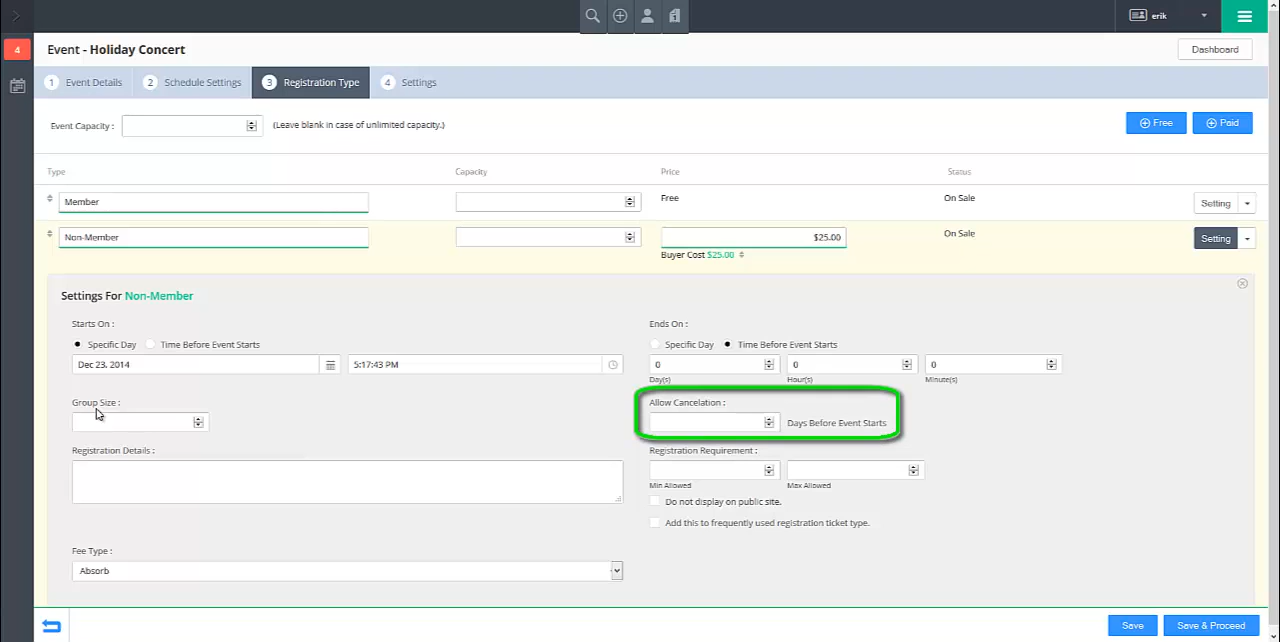 erik
4
Event - Holiday Concert
Dashboard
1 Event Details 2 Schedule Settings 3 Registration Type 4 Settings
Event Capacity : (Leave blank in case of unlimited capacity.) Free Paid
Type Capacity Price Status
Member Free On Sale Setting
Non-Member $25.00 On Sale Setting
Buyer Cost $25.00
Settings For Non-Member
Starts On : Ends On :
Specific Day Time Before Event Starts Specific Day Time Before Event Starts
Dec 23, 2014 5:17:43 PM 0 0 0
Day(s) Hour(s) Minute(s)
Group Size : Allow Cancelation :
Days Before Event Starts
Registration Details : Registration Requirement :
Min Allowed Max Allowed
Do not display on public site.
Add this to frequently used registration ticket type.
Fee Type :
Absorb
Save Save & Proceed